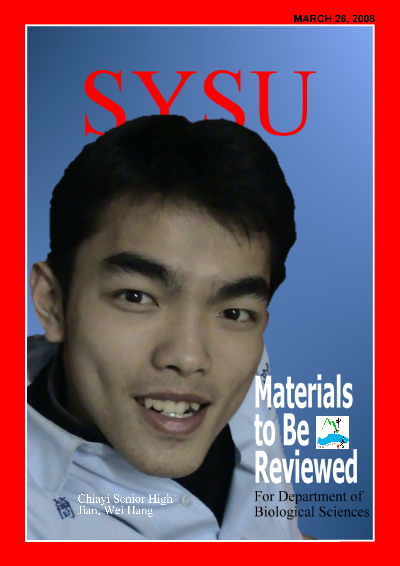 MARCH 26, 2008
SYSU
Materials
to Be
Reviewed
For Department of
Biological Sciences
Chiayi Senior High
Jian, Wei Hang